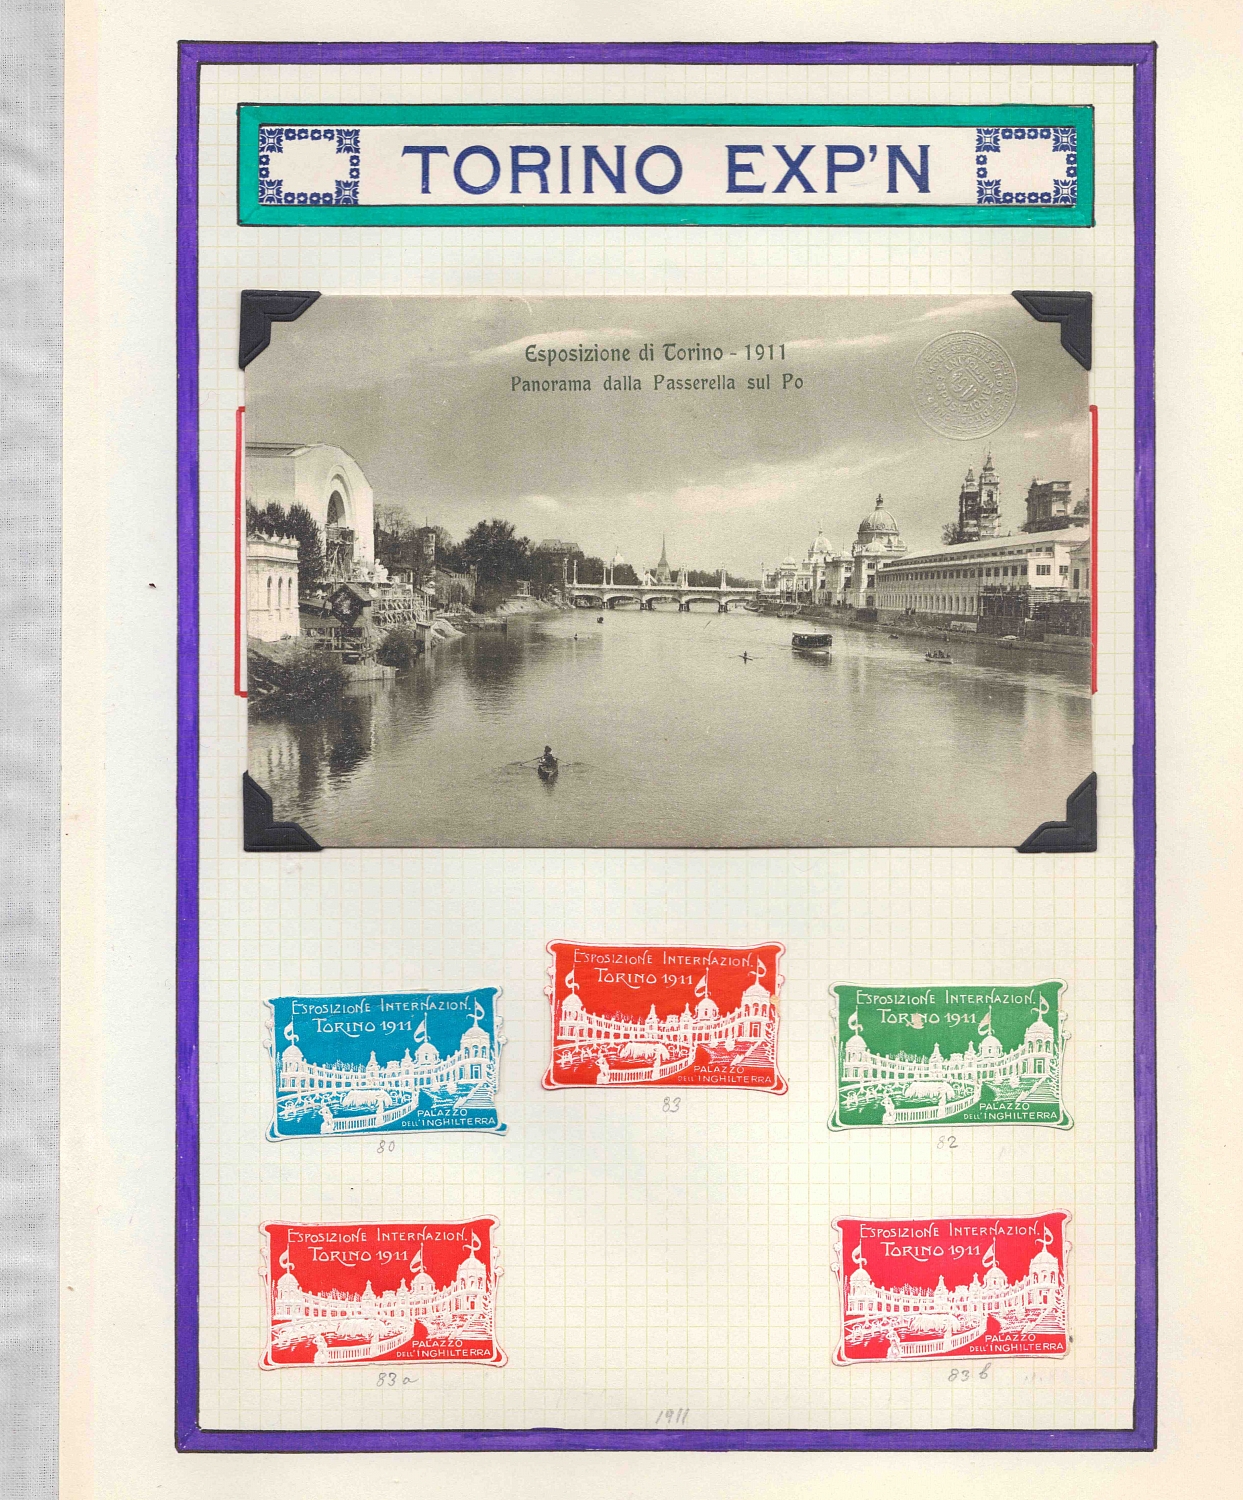 TORINO EXP'N
Esposizione di Torino - 1911
Panorama dalla Passerella sul Po
ESPOSIZIONE INTERNAZION.
TORINO 1911
PALAZZO
DELL'INGHILTERRA
83
ESPOSIZIONE INTERNAZION.
TORINO 1911
PALAZZO
DELL'INGHILTERRA
80
ESPOSIZIONE INTERNAZION.
TORINO 1911
PALAZZO
DELL'INGHILTERRA
82
ESPOSIZIONE INTERNAZION.
TORINO 1911
PALAZZO
DELL'INGHILTERRA
83a
ESPOSIZIONE INTERNAZION.
TORINO 1911
PALAZZO
DELL'INGHILTERRA
83b
1911